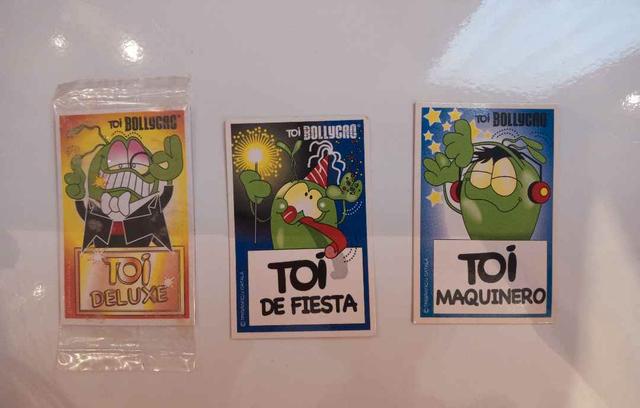 Toi BOLLYCAO
TOi
DELUXE
Toi BOLLYCAO
TOi
DE FIESTA
Toi BOLLYCAO
TOi
MAQUINERO